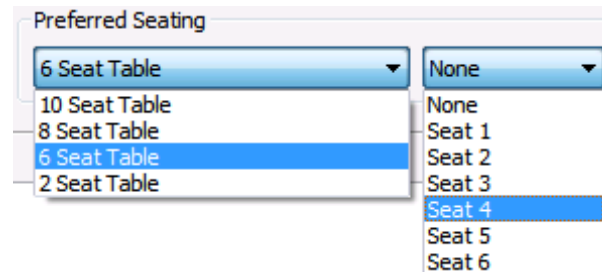 Preferred Seating
6 Seat Table
None
10 Seat Table
8 Seat Table
6 Seat Table
2 Seat Table
None
Seat 1
Seat 2
Seat 3
Seat 4
Seat 5
Seat 6